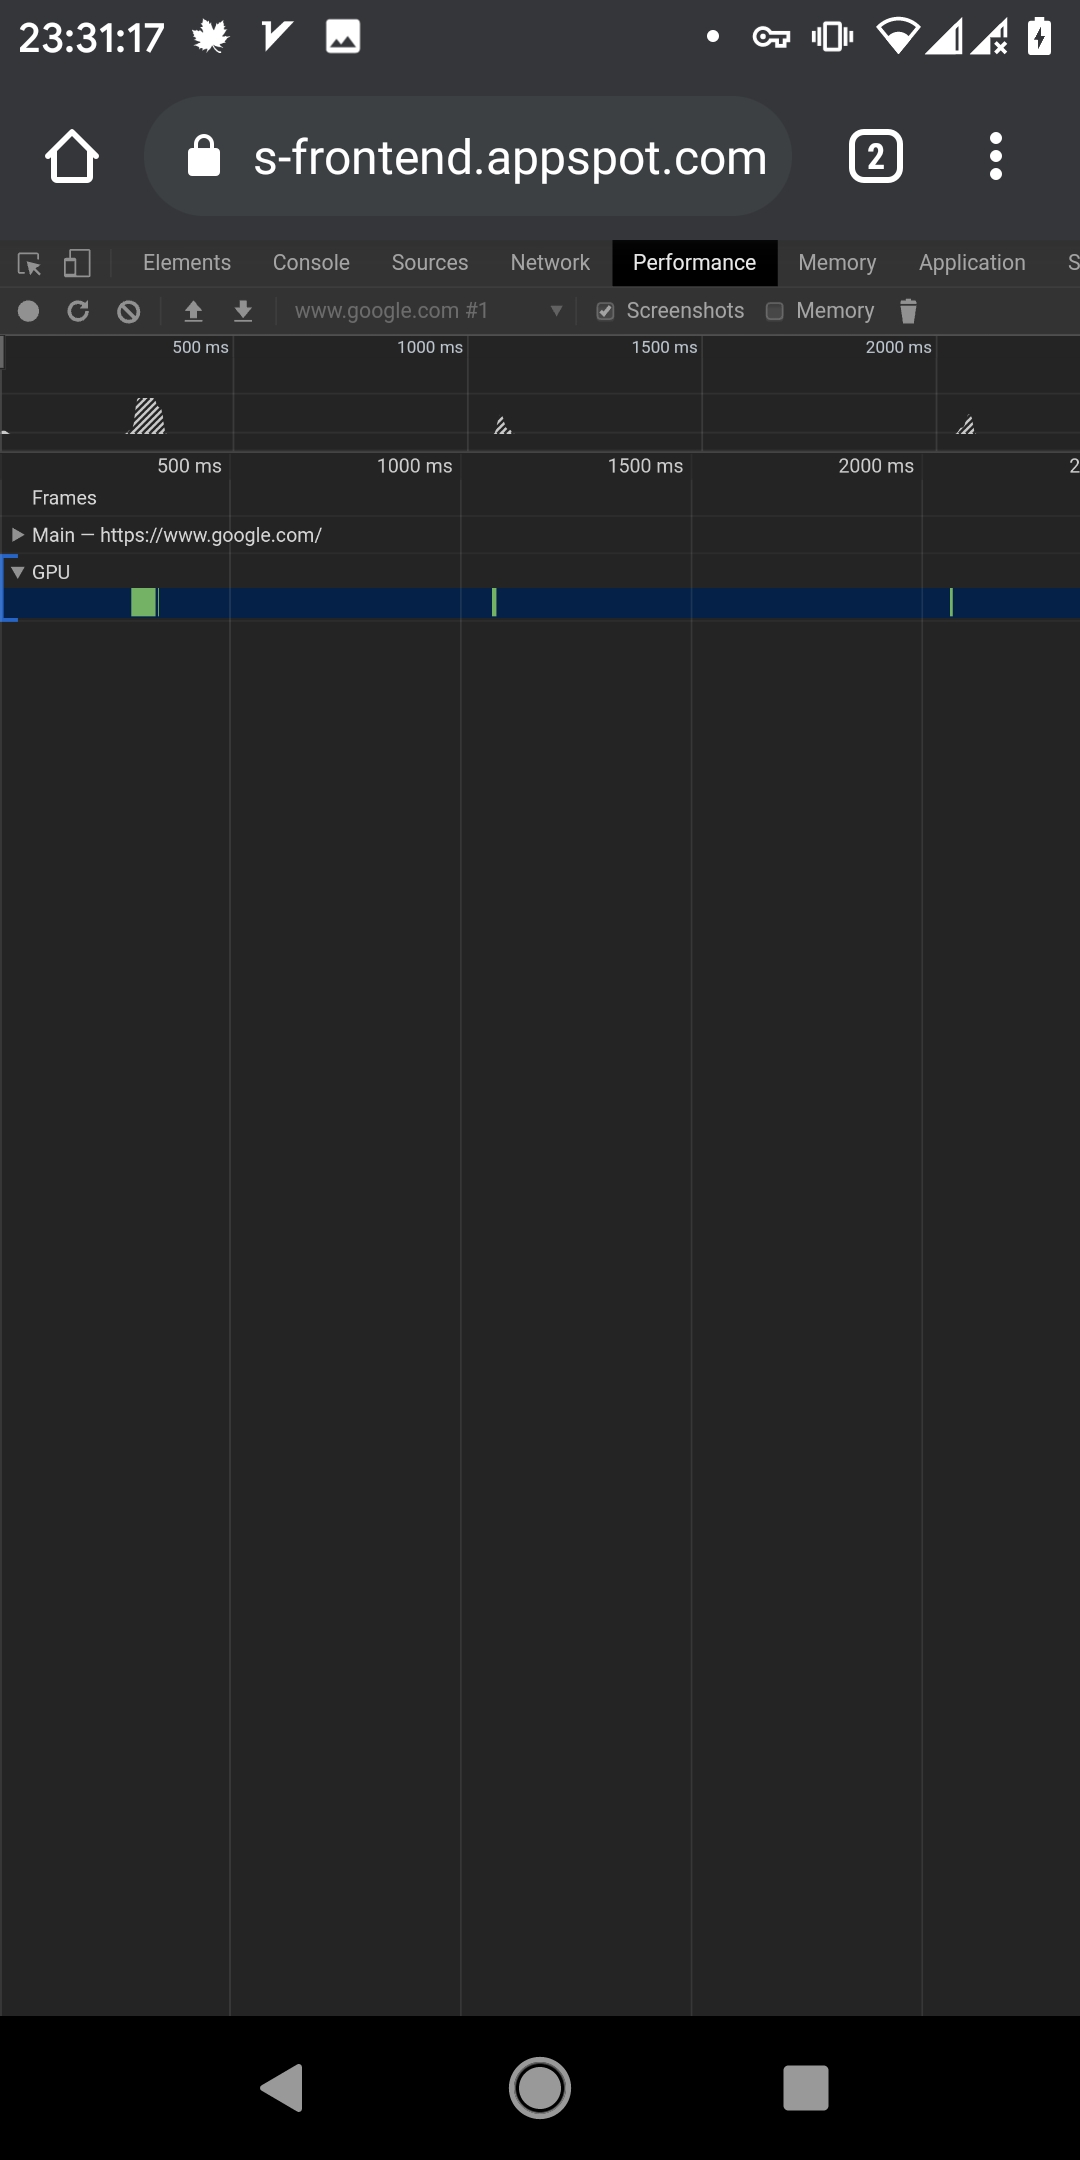 23:31:17
s-frontend.appspot.com
2
Elements Console Sources Network Performance Memory Application S
www.google.com #1 Screenshots Memory
500 ms 1000 ms 1500 ms 2000 ms
500 ms 1000 ms 1500 ms 2000 ms 2
Frames
Main — https://www.google.com/
GPU